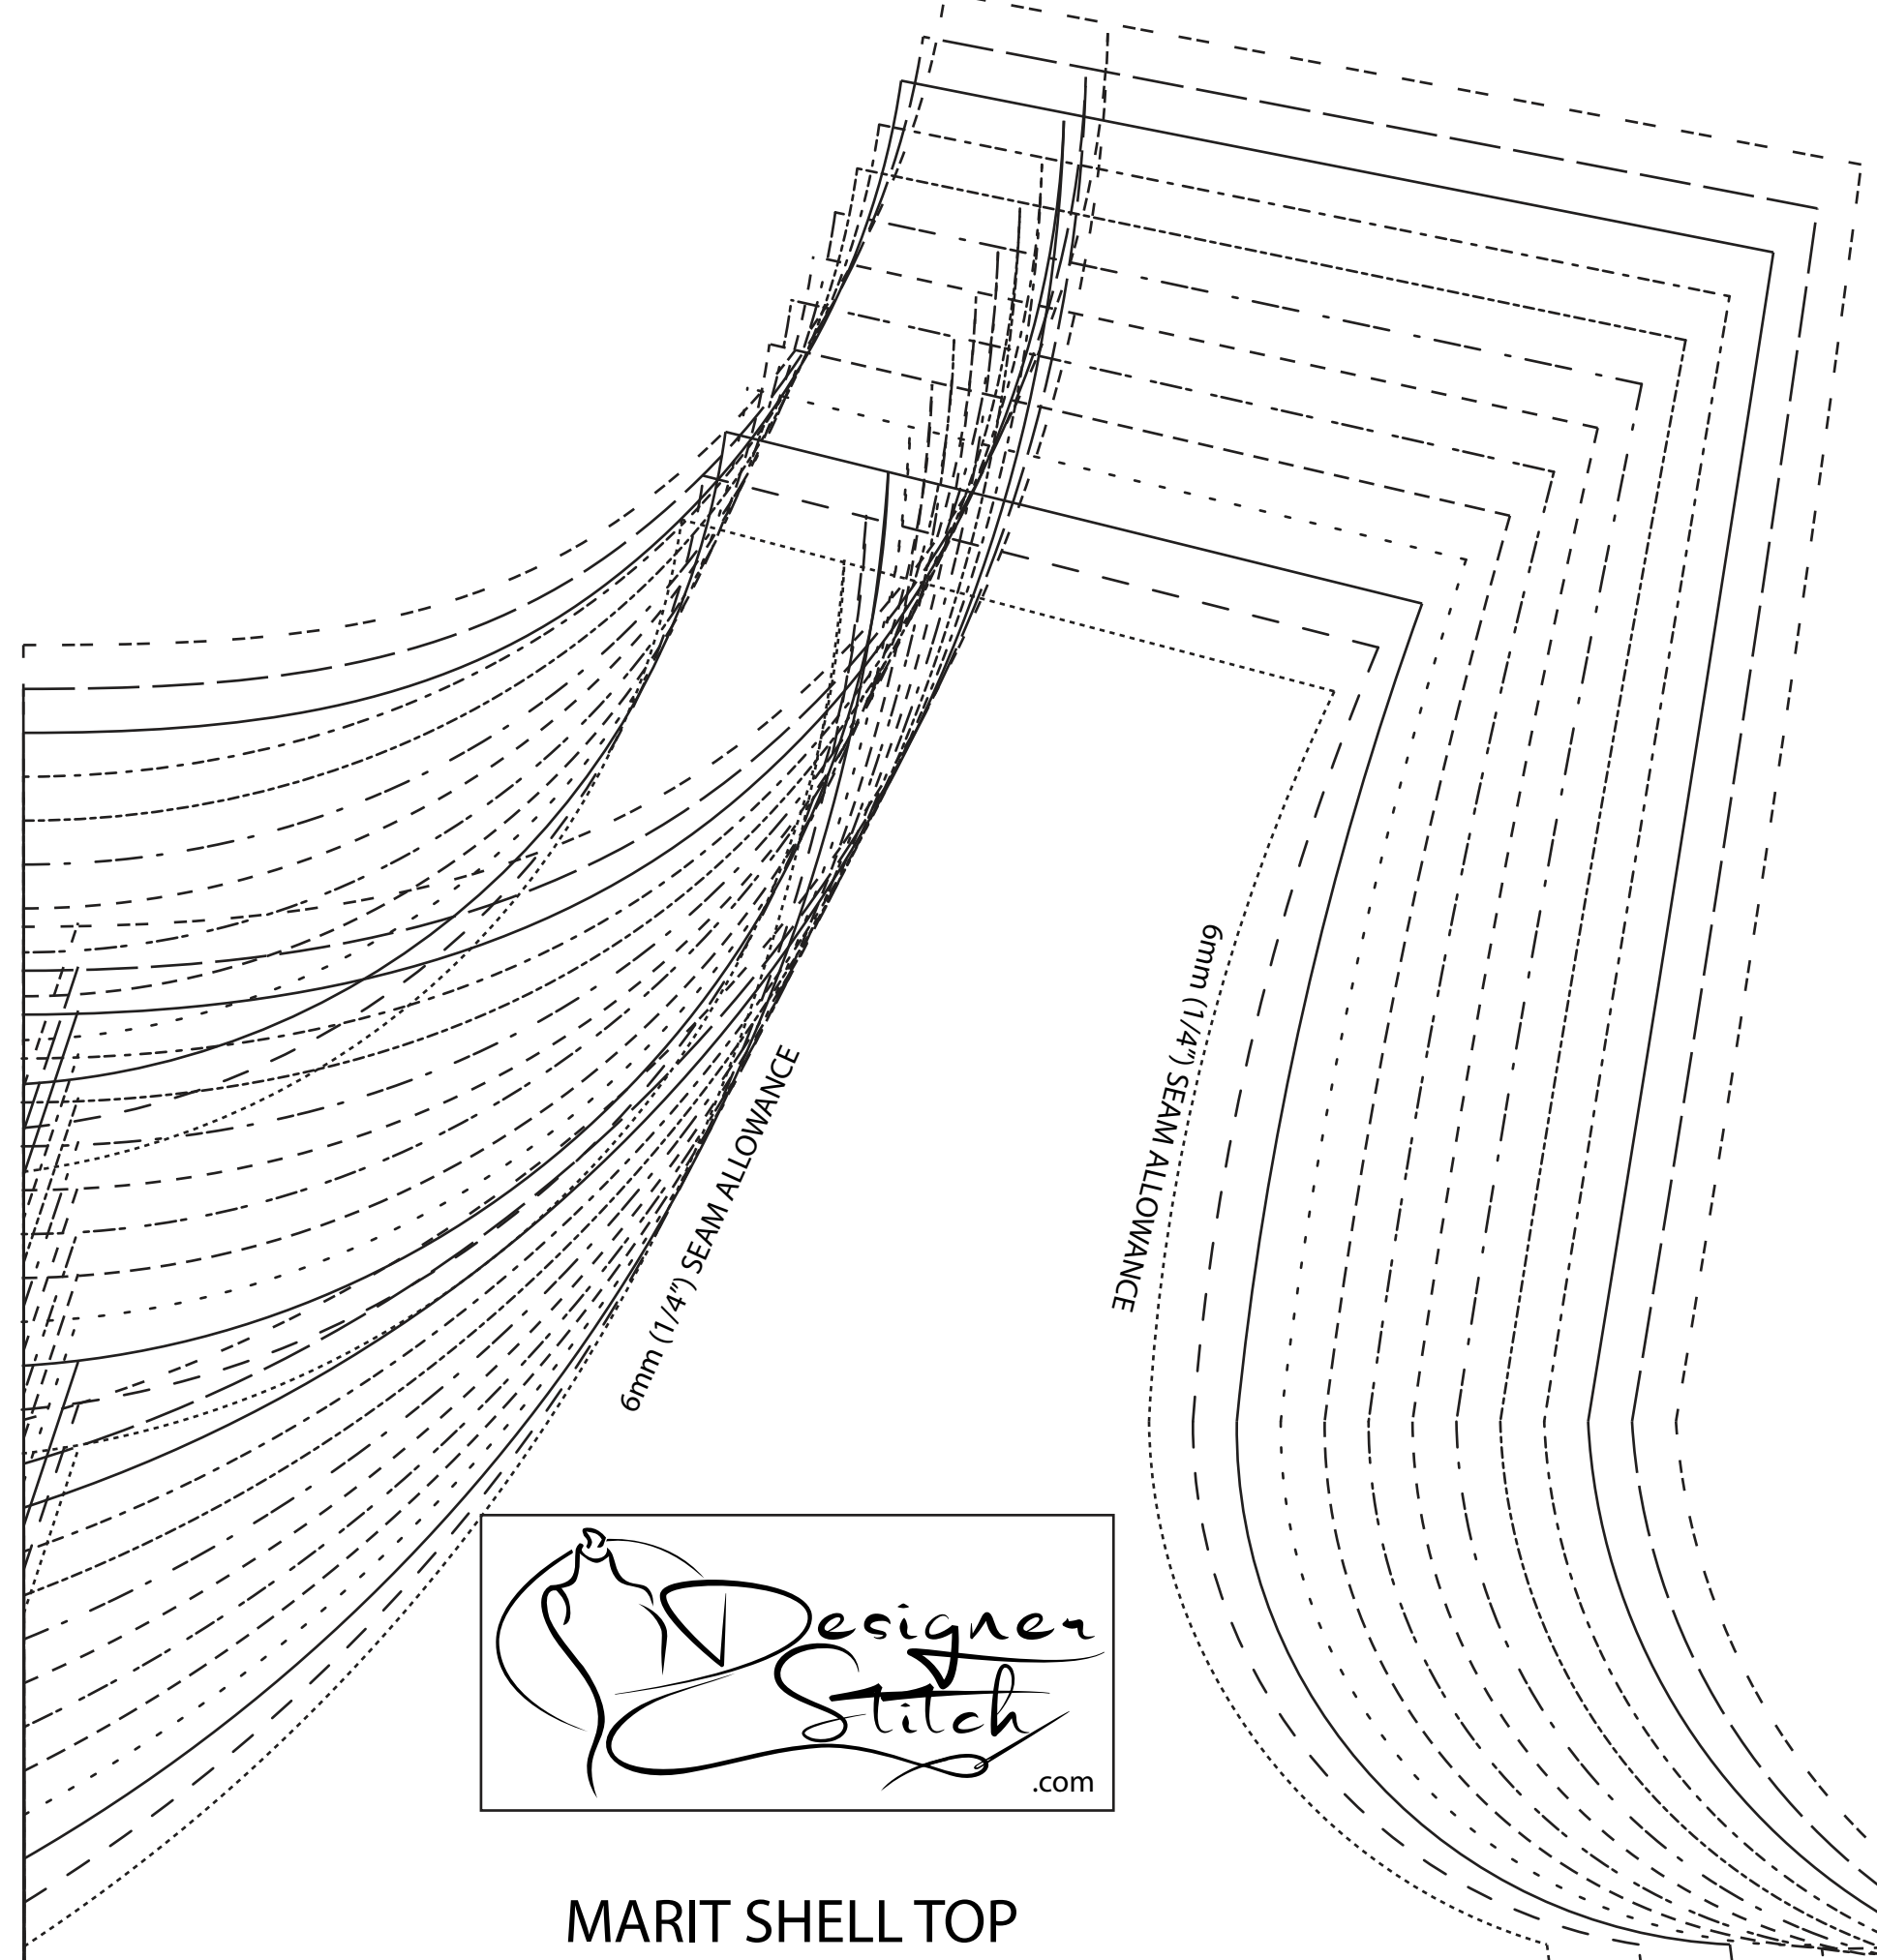 6mm (1/4") SEAM ALLOWANCE
6mm (1/4") SEAM ALLOWANCE
Designer
Stitch
.com
MARIT SHELL TOP